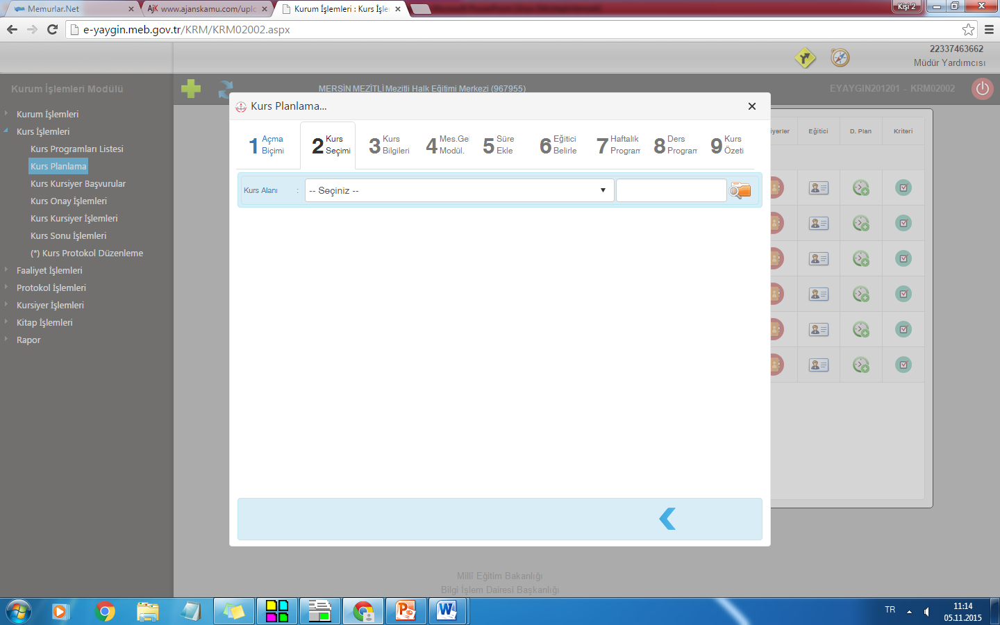 Memurlar.Net
AjK www.ajanskamu.com/uplo
Kurum İşlemleri : Kurs İşle
Kişi 2
e-yaygin.meb.gov.tr/KRM/KRM02002.aspx
22337463662
Müdür Yardımcısı
Kurum İşlemleri Modülü
MERSİN MEZİTLİ Mezitli Halk Eğitimi Merkezi (967955)
EYAYGIN201201 - KRM02002
Kurum İşlemleri
Kurs İşlemleri
Kurs Programları Listesi
Kurs Planlama
Kurs Kursiyer Başvurular
Kurs Onay İşlemleri
Kurs Kursiyer İşlemleri
Kurs Sonu İşlemleri
(*) Kurs Protokol Düzenleme
Faaliyet İşlemleri
Protokol İşlemleri
Kursiyer İşlemleri
Kitap İşlemleri
Rapor
Kurs Planlama...
1 Açma Biçimi
2 Kurs Seçimi
3 Kurs Bilgileri
4 Mes.Gel Modül.
5 Süre Ekle
6 Eğitici Belirle
7 Haftalık Program
8 Ders Program
9 Kurs Özeti
Kurs Alanı :
-- Seçiniz --
iyerler
Eğitici
D. Plan
Kriteri
Millî Eğitim Bakanlığı
Bilgi İşlem Dairesi Başkanlığı
TR
11:14
05.11.2015